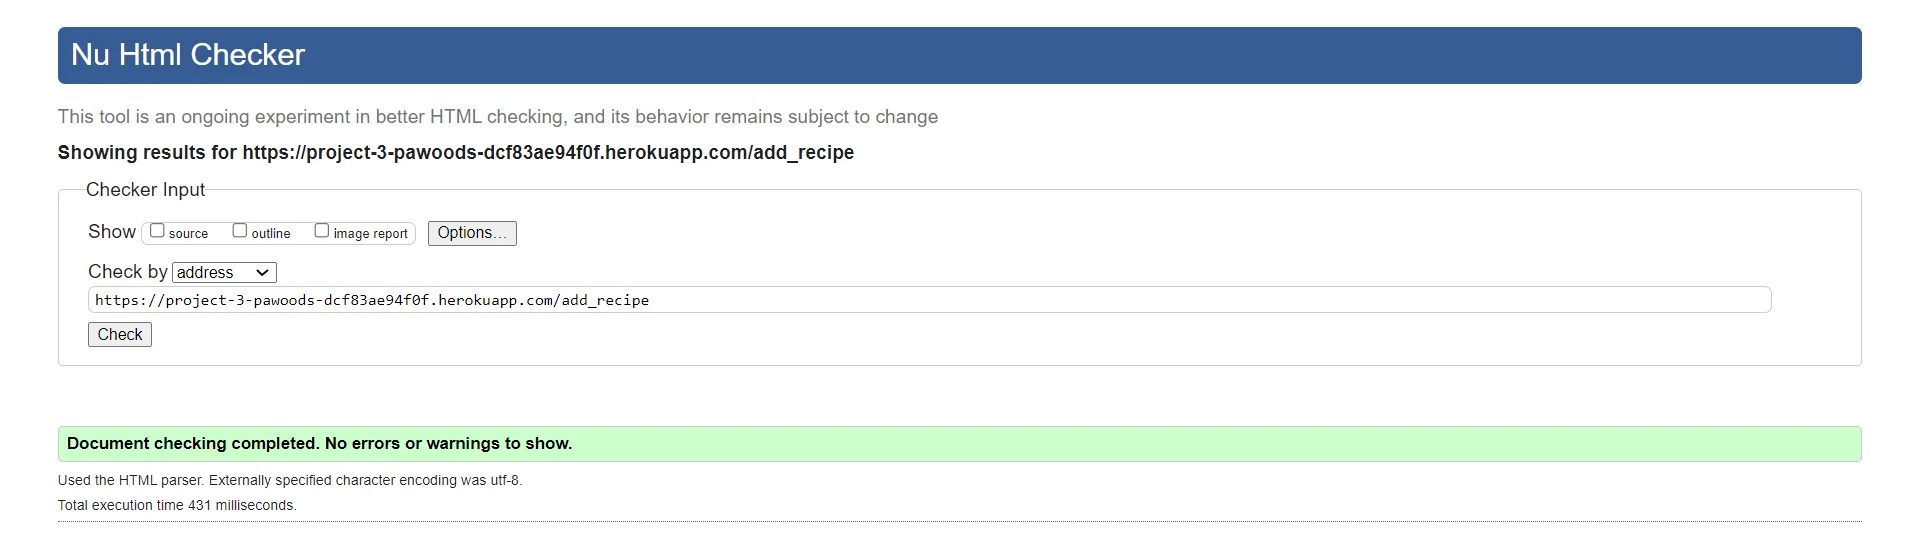 Nu Html Checker
This tool is an ongoing experiment in better HTML checking, and its behavior remains subject to change
Showing results for https://project-3-pawoods-dcf83ae94f0f.herokuapp.com/add_recipe
Checker Input
Show source outline image report Options...
Check by address
https://project-3-pawoods-dcf83ae94f0f.herokuapp.com/add_recipe
Check
Document checking completed. No errors or warnings to show.
Used the HTML parser. Externally specified character encoding was utf-8.
Total execution time 431 milliseconds.